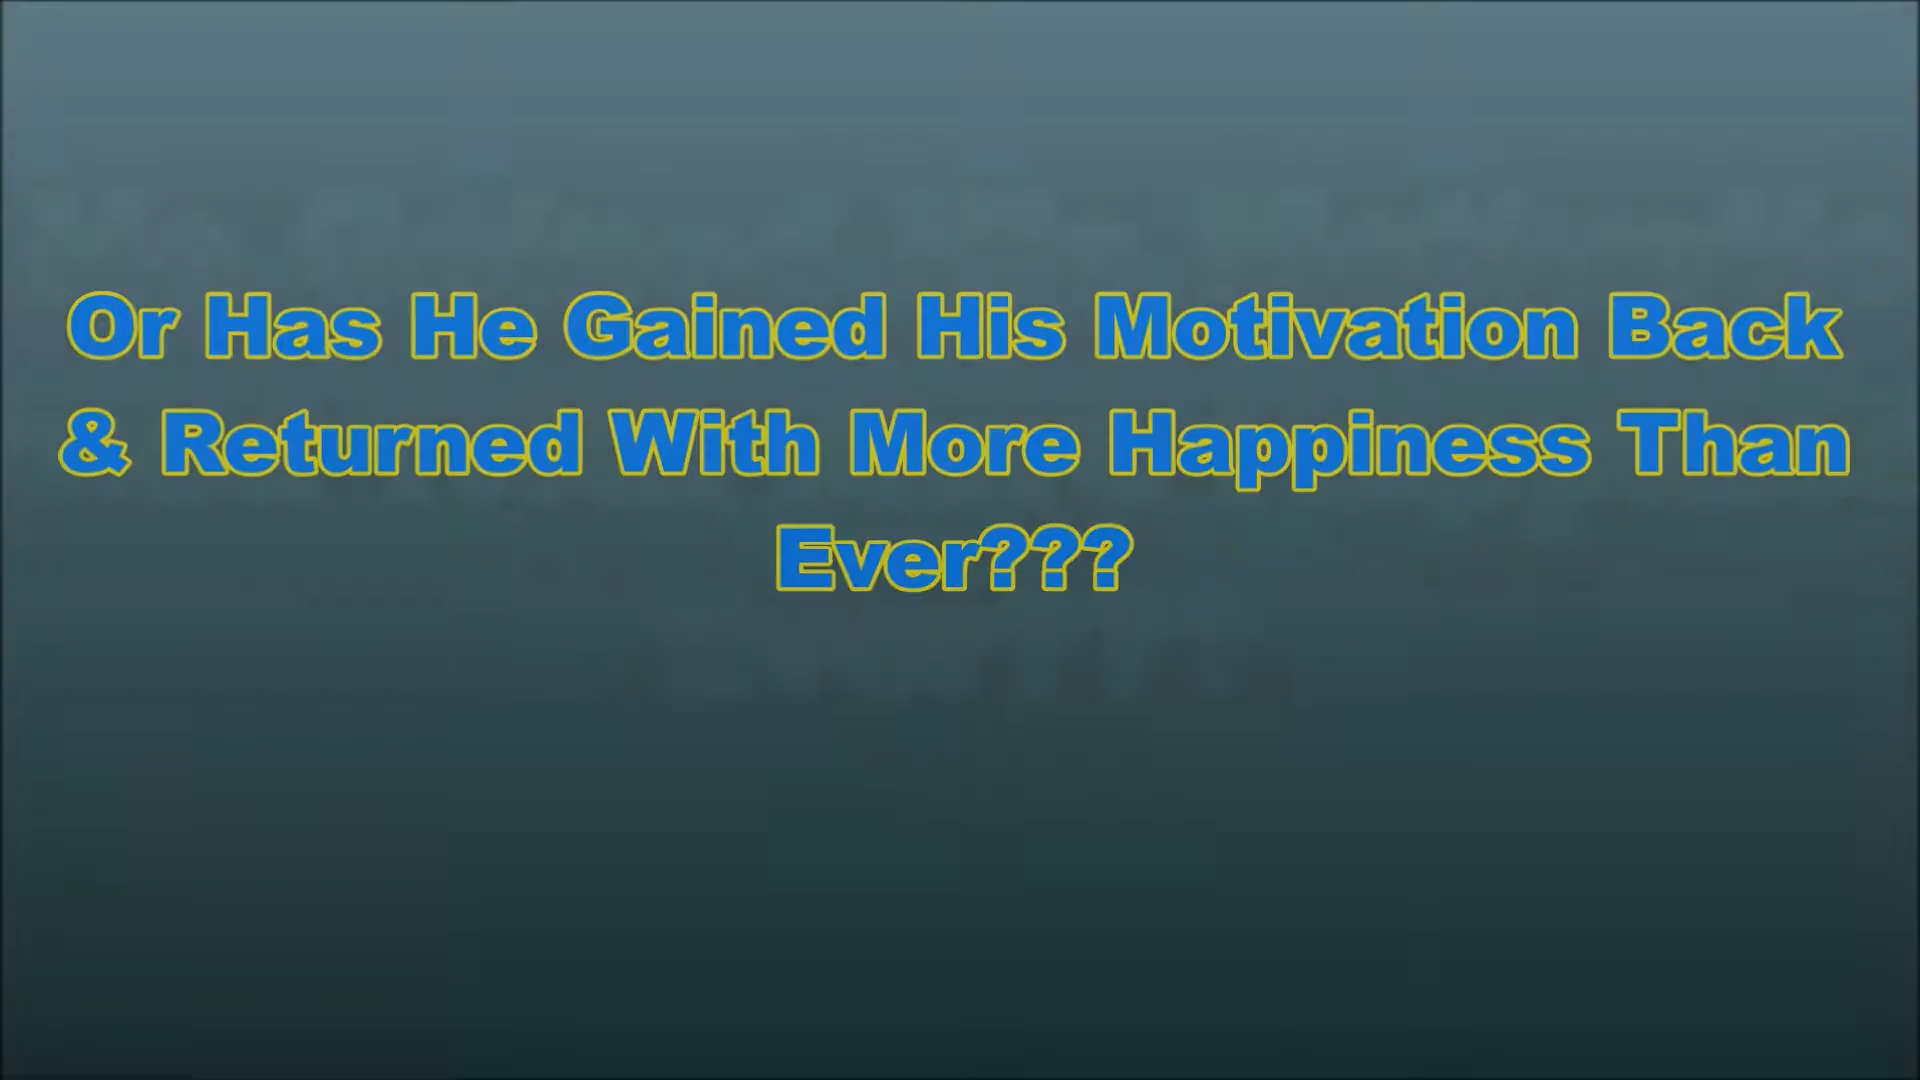 Or Has He Gained His Motivation Back
& Returned With More Happiness Than
Ever???